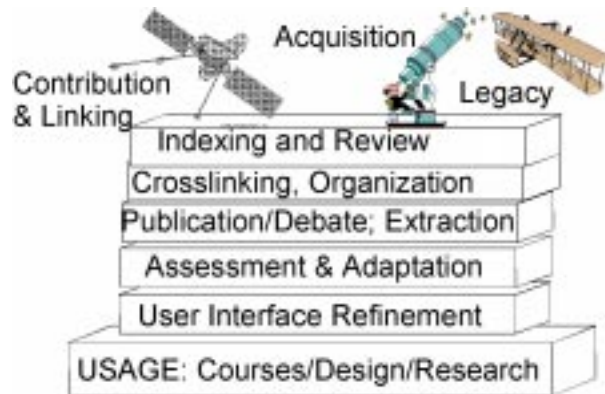 Acquisition
Contribution
& Linking
Legacy
Indexing and Review
Crosslinking, Organization
Publication/Debate; Extraction
Assessment & Adaptation
User Interface Refinement
USAGE: Courses/Design/Research